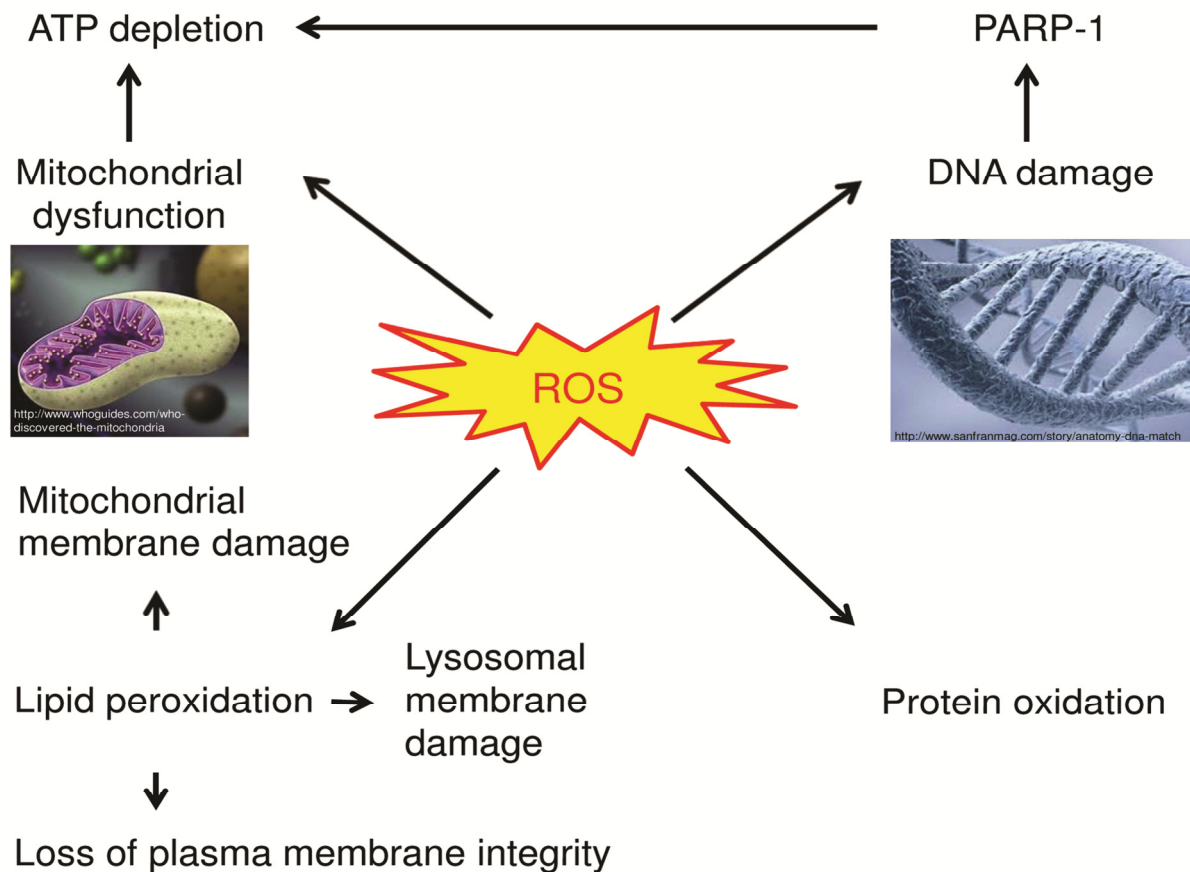 ATP depletion
PARP-1
Mitochondrial
dysfunction
DNA damage
http://www.whoguides.com/who-
discovered-the-mitochondria
ROS
http://www.sanfranmag.com/story/anatomy-dna-match
Mitochondrial
membrane damage
Lipid peroxidation
Lysosomal
membrane
damage
Protein oxidation
Loss of plasma membrane integrity